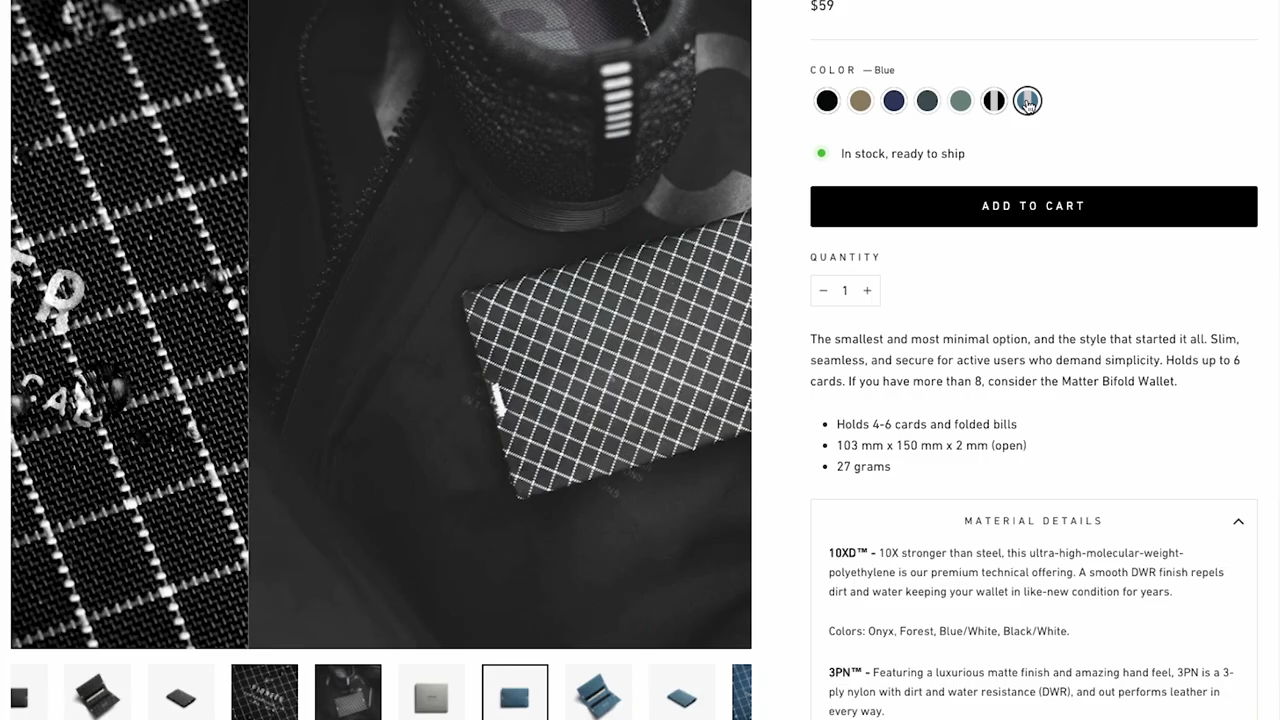 $59
COLOR — Blue
In stock, ready to ship
ADD TO CART
QUANTITY
− 1 +
The smallest and most minimal option, and the style that started it all. Slim,
seamless, and secure for active users who demand simplicity. Holds up to 6
cards. If you have more than 8, consider the Matter Bifold Wallet.
• Holds 4-6 cards and folded bills
• 103 mm x 150 mm x 2 mm (open)
• 27 grams
MATERIAL DETAILS
10XD™ - 10X stronger than steel, this ultra-high-molecular-weight-
polyethylene is our premium technical offering. A smooth DWR finish repels
dirt and water keeping your wallet in like-new condition for years.
Colors: Onyx, Forest, Blue/White, Black/White.
3PN™ - Featuring a luxurious matte finish and amazing hand feel, 3PN is a 3-
ply nylon with dirt and water resistance (DWR), and out performs leather in
every way.